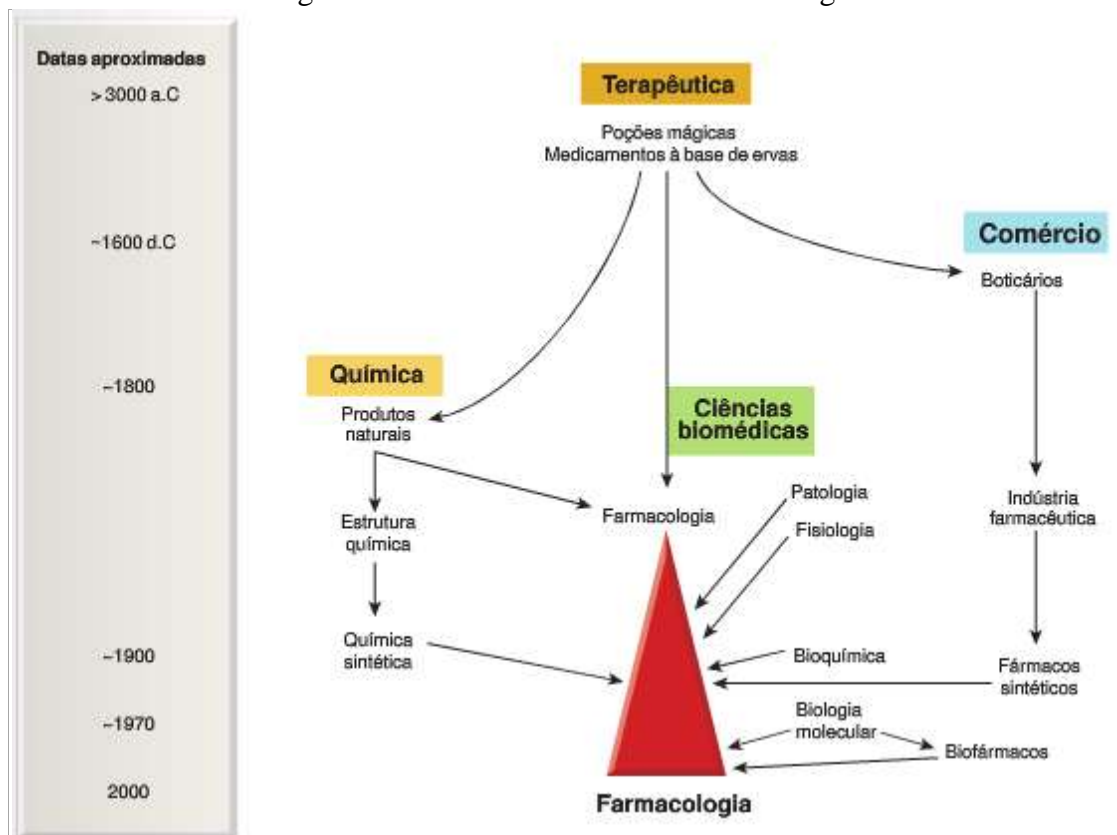 Datas aproximadas
> 3000 a.C
~1600 d.C
~1800
~1900
~1970
2000
Terapêutica
Poções mágicas
Medicamentos à base de ervas
Comércio
Boticários
Química
Produtos
naturais
Ciências
biomédicas
Farmacologia
Patologia
Fisiologia
Indústria
farmacêutica
Estrutura
química
Química
sintética
Bioquímica
Fármacos
sintéticos
Biologia
molecular
Biofármacos
Farmacologia